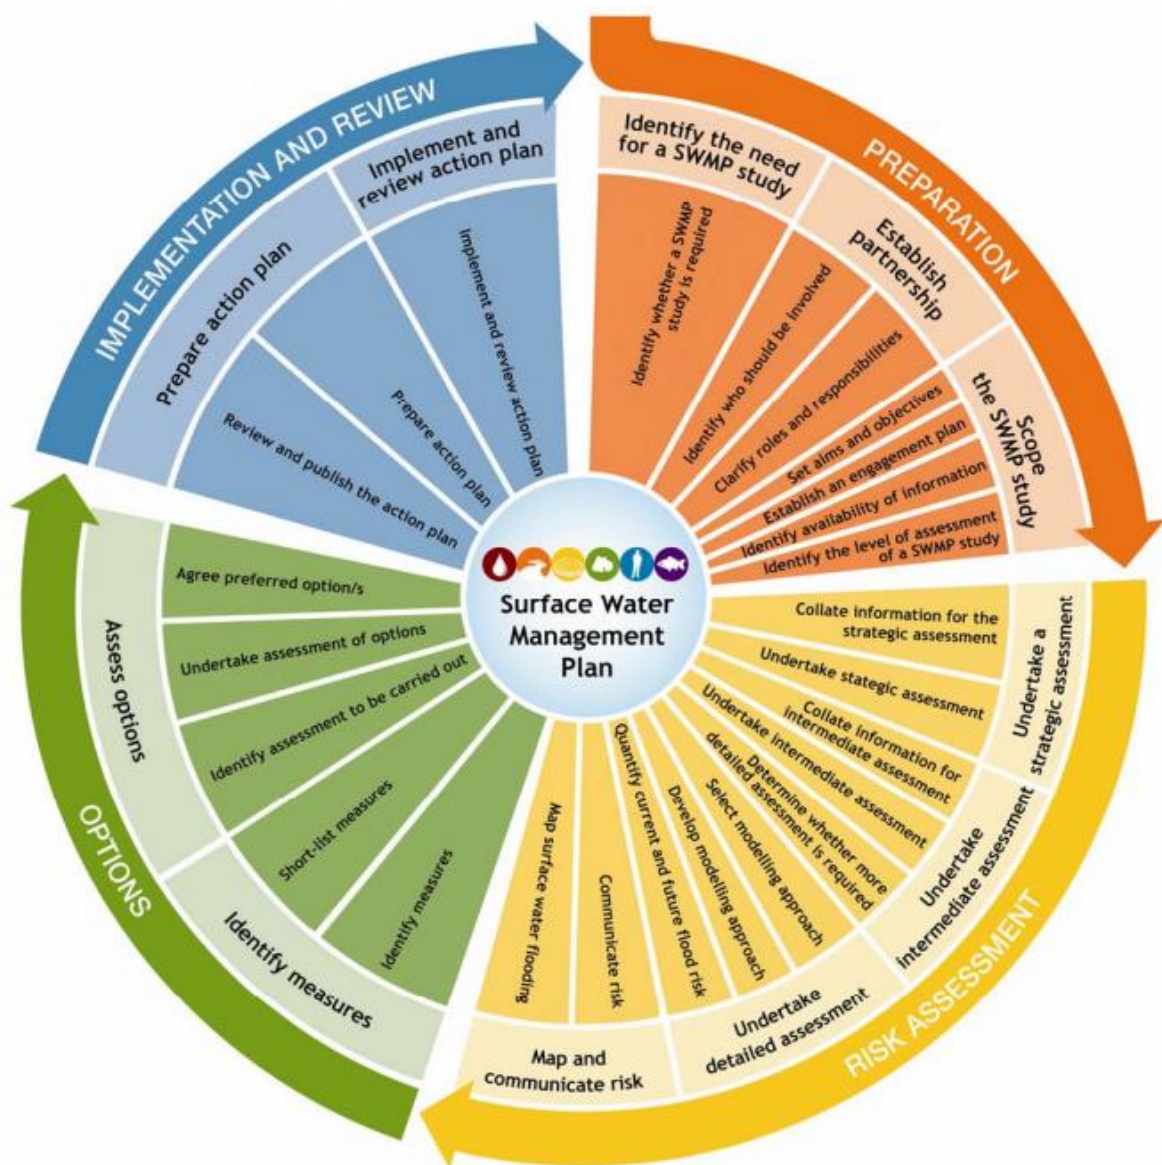 PREPARATION
Identify the need
for a SWMP study
Identify whether a SWMP
study is required
Establish
partnership
Identify who should be involved
Clarify roles and responsibilities
Scope
the SWMP study
Set aims and objectives
Establish an engagement plan
Identify availability of information
Identify the level of assessment
of a SWMP study
RISK ASSESSMENT
Undertake a
strategic assessment
Collate information for the
strategic assessment
Undertake stategic assessment
Undertake
intermediate assessment
Collate information for
intermediate assessment
Undertake intermediate assessment
Determine whether more
detailed assessment is required
Undertake
detailed assessment
Select modelling approach
Develop modelling approach
Quantify current and future flood risk
Map and
communicate risk
Communicate risk
Map surface water flooding
OPTIONS
Identify measures
Identify measures
Short-list measures
Assess options
Identify assessment to be carried out
Undertake assessment of options
Agree preferred option/s
IMPLEMENTATION AND REVIEW
Prepare action plan
Review and publish the action plan
Prepare action plan
Implement and
review action plan
Implement and review action plan
Surface Water
Management
Plan